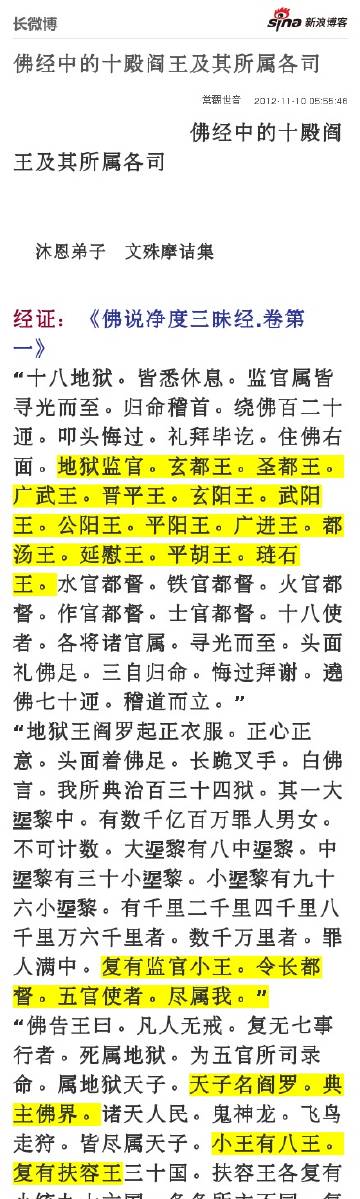 长微博
sina 新浪博客
佛经中的十殿阎王及其所属各司
2012-11-10 05:55:46
佛经中的十殿阎
王及其所属各司
沐恩弟子 文殊摩诘集
经证：《佛说净度三昧经.卷第
一》
“十八地狱。皆悉休息。监官属皆
寻光而至。归命稽首。绕佛百二十
迊。叩头悔过。礼拜毕讫。住佛右
面。地狱监官。玄都王。圣都王。
广武王。晋平王。玄阳王。武阳
王。公阳王。平阳王。广进王。都
汤王。延慰王。平胡王。琏石
王。水官都督。铁官都督。火官都
督。作官都督。士官都督。十八使
者。各将诸官属。寻光而至。头面
礼佛足。三自归命。悔过拜谢。遶
佛七十迊。稽道而立。”
“地狱王阎罗起正衣服。正心正
意。头面着佛足。长跪叉手。白佛
言。我所典治百三十四狱。其一大
黎中。有数千亿百万罪人男女。
不可计数。大黎有八中黎。中
黎有三十小黎。小黎有九十
六小黎。有千里二千里四千里八
千里万六千里者。数千万里者。罪
人满中。复有监官小王。令长都
督。五官使者。尽属我。”
“佛告王曰。凡人无戒。复无七事
行者。死属地狱。为五官所司录
命。属地狱天子。天子名阎罗。典
主佛界。诸天人民。鬼神龙。飞鸟
走狩。皆尽属天子。小王有八王。
复有扶容王三十国。扶容王各复有